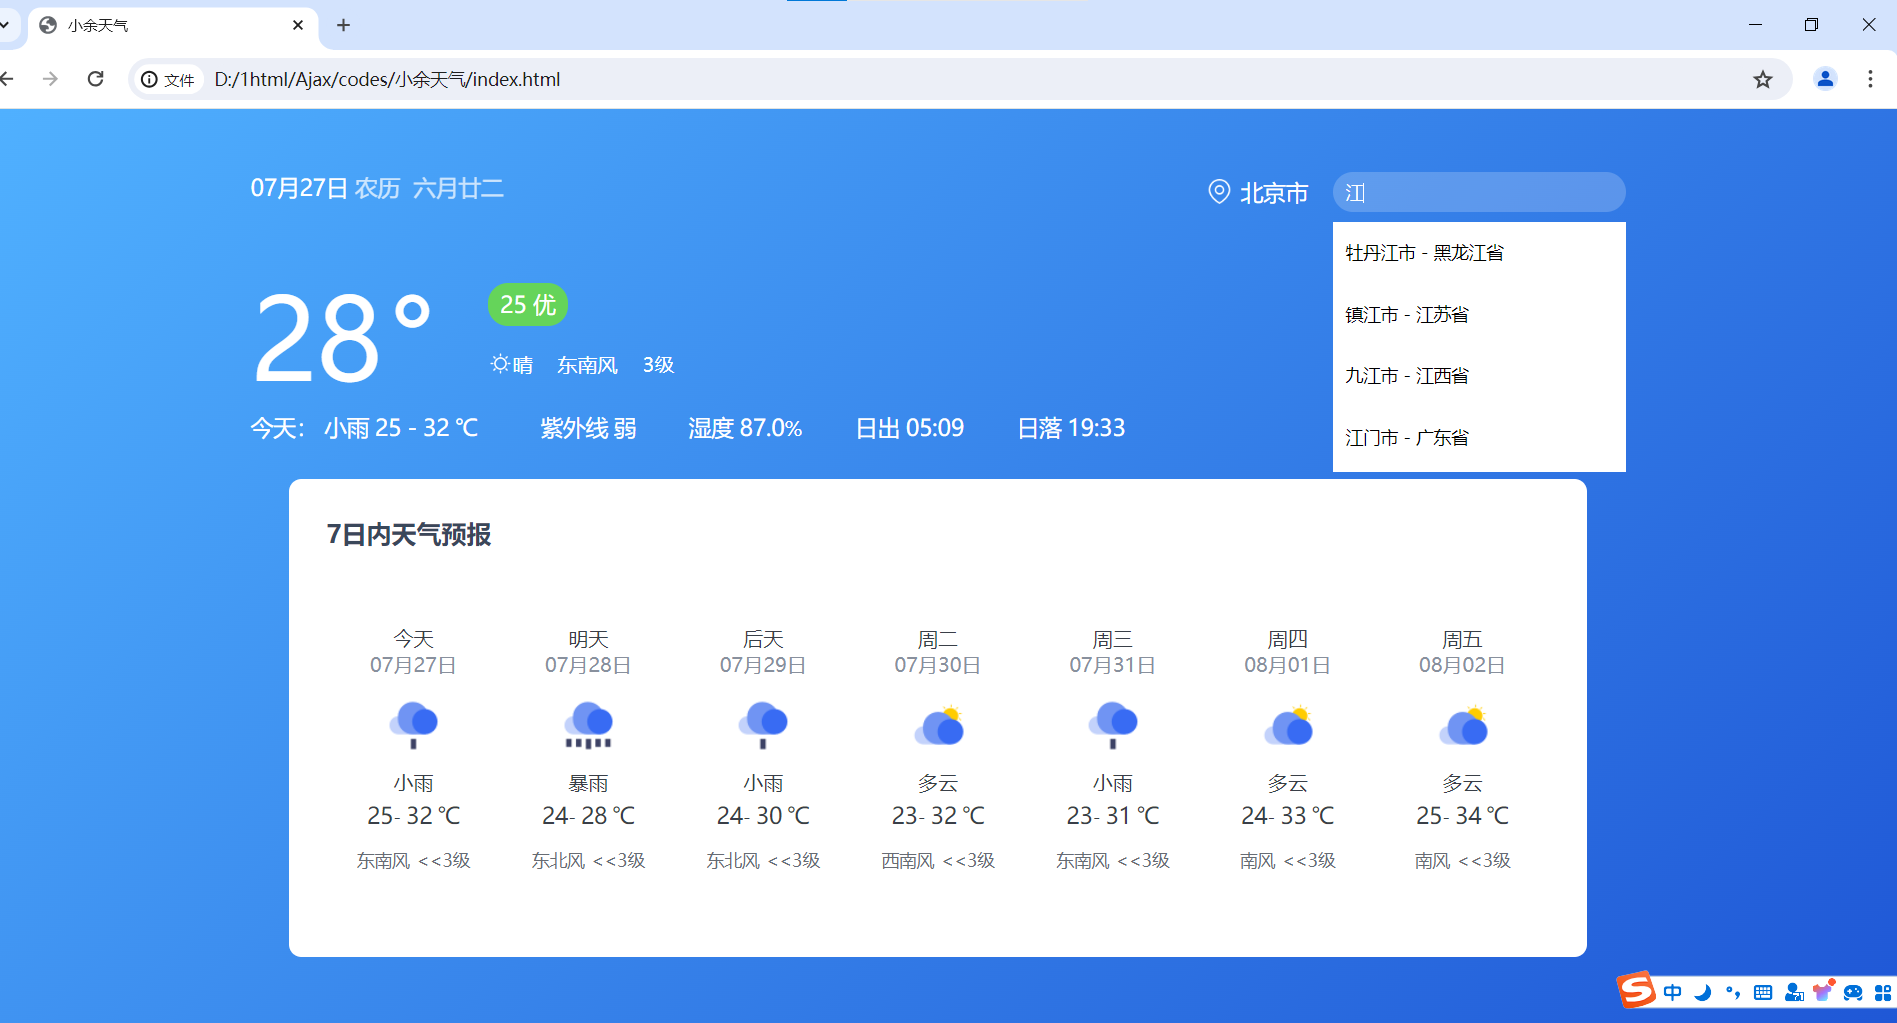 小余天气
文件 D:/1html/Ajax/codes/小余天气/index.html
07月27日 农历 六月廿二
北京市
江
牡丹江市 - 黑龙江省
镇江市 - 江苏省
九江市 - 江西省
江门市 - 广东省
28°
25 优
晴 东南风 3级
今天： 小雨 25 - 32 ℃ 紫外线 弱 湿度 87.0% 日出 05:09 日落 19:33
7日内天气预报
今天 明天 后天 周二 周三 周四 周五
07月27日 07月28日 07月29日 07月30日 07月31日 08月01日 08月02日
小雨 暴雨 小雨 多云 小雨 多云 多云
25- 32 ℃ 24- 28 ℃ 24- 30 ℃ 23- 32 ℃ 23- 31 ℃ 24- 33 ℃ 25- 34 ℃
东南风 <<3级 东北风 <<3级 东北风 <<3级 西南风 <<3级 东南风 <<3级 南风 <<3级 南风 <<3级
S 中